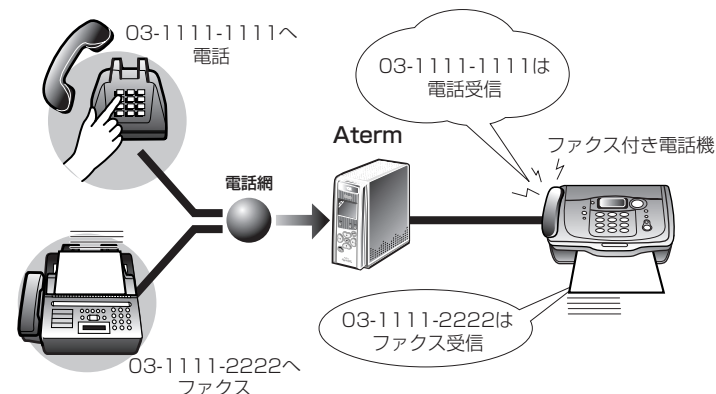 03-1111-1111へ
電話
03-1111-1111は
電話受信
Aterm
ファクス付き電話機
電話網
03-1111-2222は
ファクス受信
03-1111-2222へ
ファクス